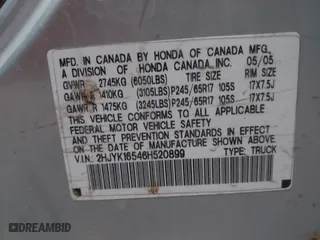 MFD. IN CANADA BY HONDA OF CANADA MFG.,
A DIVISION OF HONDA CANADA INC. 05/05
GVWR 2745KG (6050LBS) TIRE SIZE RIM SIZE
GAWR F 1410KG (3105LBS) P245/65R17 105S 17X7.5J
GAWR R 1475KG (3245LBS) P245/65R17 105S 17X7.5J
THIS VEHICLE CONFORMS TO ALL APPLICABLE
FEDERAL MOTOR VEHICLE SAFETY
AND THEFT PREVENTION STANDARDS IN EFFECT ON
THE DATE OF MANUFACTURE SHOWN ABOVE.
V.I.N.: 2HJYK16546H520899 TYPE: TRUCK
DREAMBID